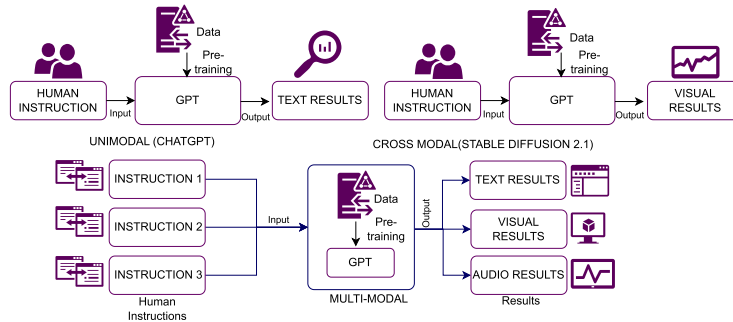 Data
Pre-
training
HUMAN
INSTRUCTION
Input
GPT
Output
TEXT RESULTS
UNIMODAL (CHATGPT)
Data
Pre-
training
HUMAN
INSTRUCTION
Input
GPT
Output
VISUAL
RESULTS
CROSS MODAL(STABLE DIFFUSION 2.1)
INSTRUCTION 1
INSTRUCTION 2
INSTRUCTION 3
Human
Instructions
Input
Data
Pre-
training
GPT
MULTI-MODAL
Output
TEXT RESULTS
VISUAL
RESULTS
AUDIO RESULTS
Results